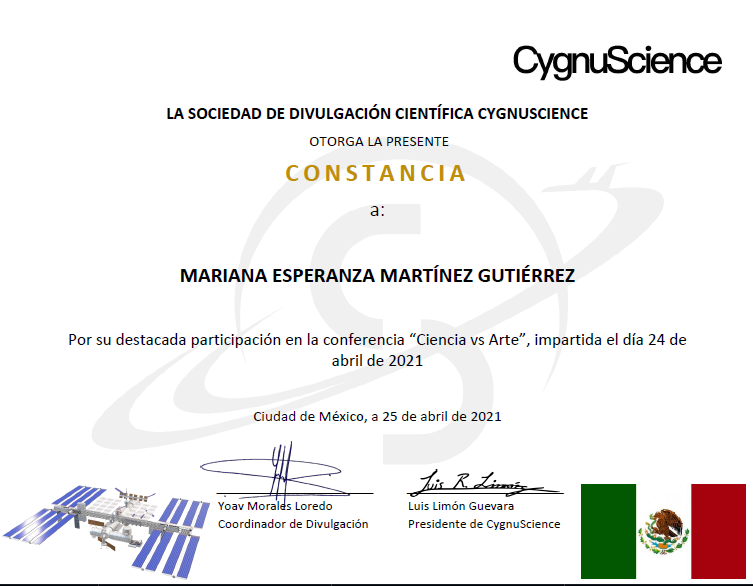 CygnuScience
LA SOCIEDAD DE DIVULGACIÓN CIENTÍFICA CYGNUSCIENCE
OTORGA LA PRESENTE
CONSTANCIA
a:
MARIANA ESPERANZA MARTÍNEZ GUTIÉRREZ
Por su destacada participación en la conferencia “Ciencia vs Arte”, impartida el día 24 de
abril de 2021
Ciudad de México, a 25 de abril de 2021
Luis R. Limón
Yoav Morales Loredo
Coordinador de Divulgación
Luis Limón Guevara
Presidente de CygnuScience